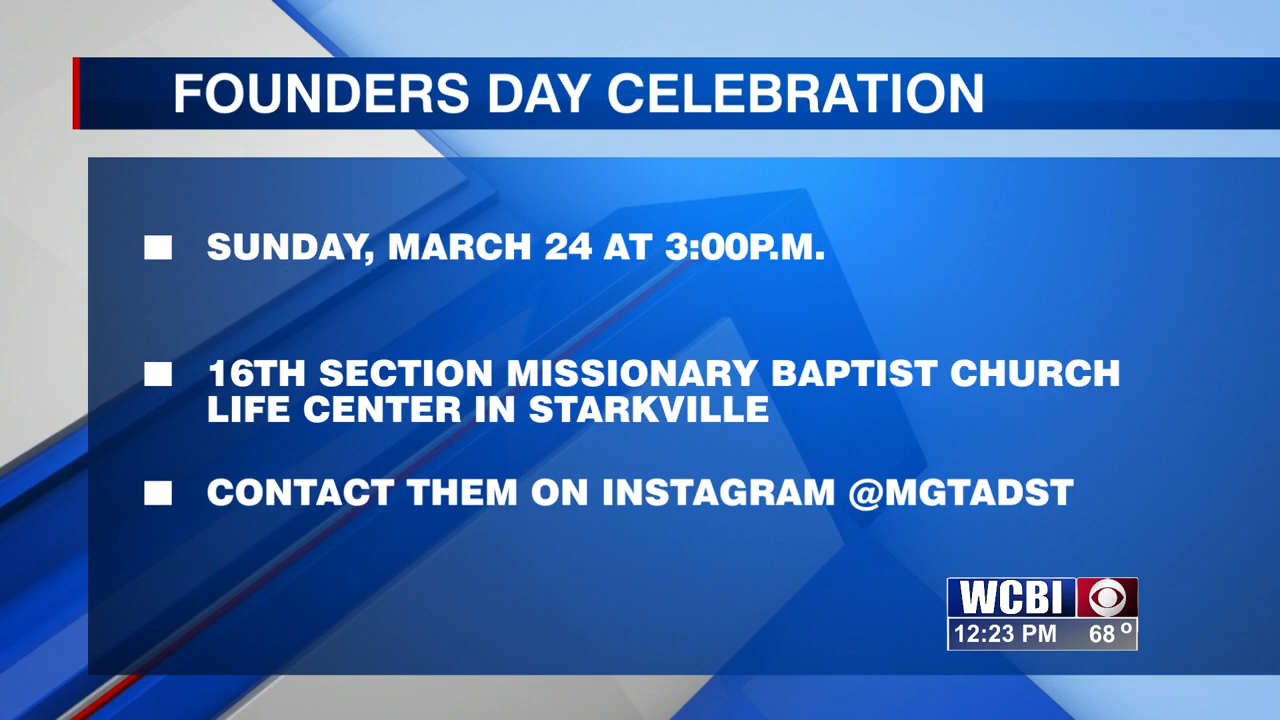 FOUNDERS DAY CELEBRATION
SUNDAY, MARCH 24 AT 3:00P.M.
16TH SECTION MISSIONARY BAPTIST CHURCH
LIFE CENTER IN STARKVILLE
CONTACT THEM ON INSTAGRAM @MGTADST
WCBI
12:23 PM 68°